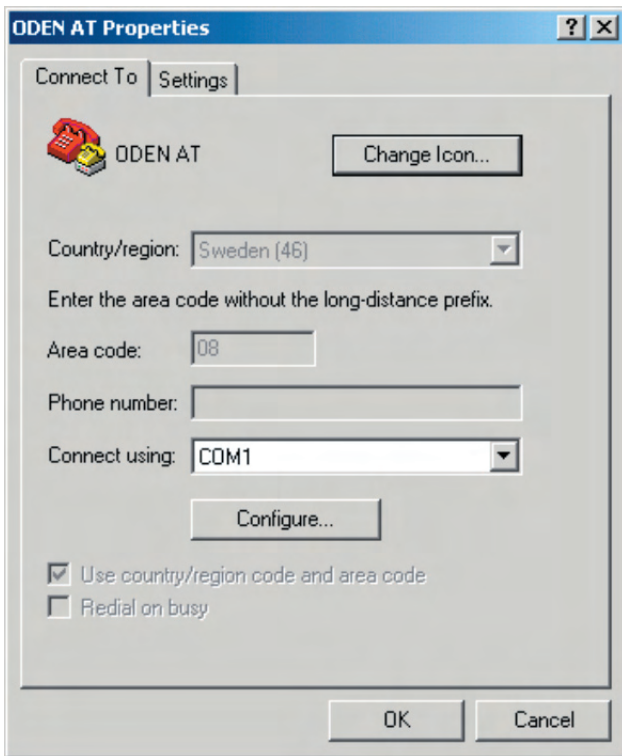 ODEN AT Properties
Connect To Settings
ODEN AT Change Icon...
Country/region: Sweden (46)
Enter the area code without the long-distance prefix.
Area code: 08
Phone number:
Connect using: COM1
Configure...
Use country/region code and area code
Redial on busy
OK Cancel